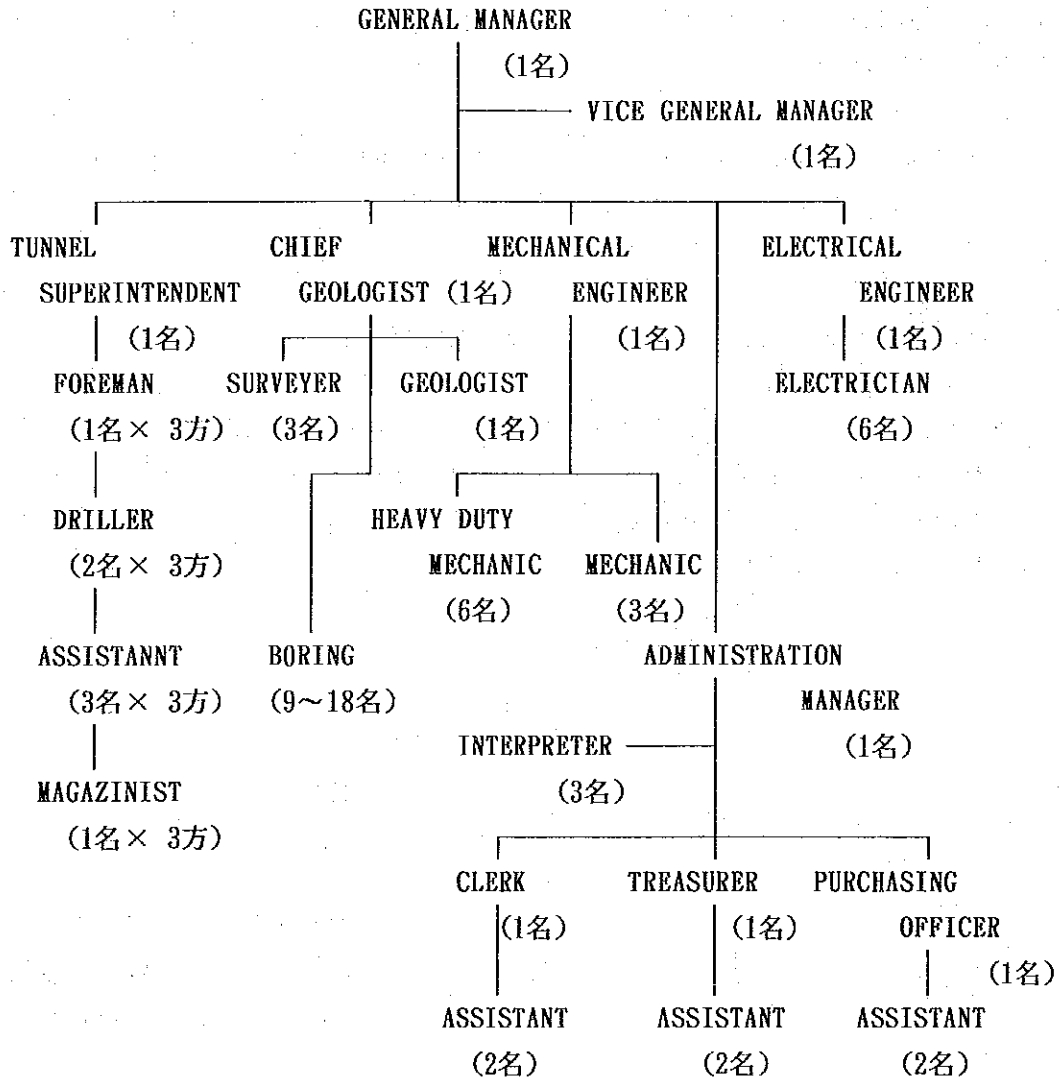 GENERAL MANAGER
(1名)
VICE GENERAL MANAGER
(1名)
TUNNEL CHIEF MECHANICAL ELECTRICAL
SUPERINTENDENT GEOLOGIST (1名) ENGINEER ENGINEER
(1名) (1名) (1名)
FOREMAN SURVEYER GEOLOGIST ELECTRICIAN
(1名× 3方) (3名) (1名) (6名)
DRILLER HEAVY DUTY
(2名× 3方) MECHANIC MECHANIC
(6名) (3名)
ASSISTANNT BORING ADMINISTRATION
(3名× 3方) (9～18名) MANAGER
INTERPRETER (1名)
MAGAZINIST (3名)
(1名× 3方)
CLERK TREASURER PURCHASING
(1名) (1名) OFFICER
(1名)
ASSISTANT ASSISTANT ASSISTANT
(2名) (2名) (2名)